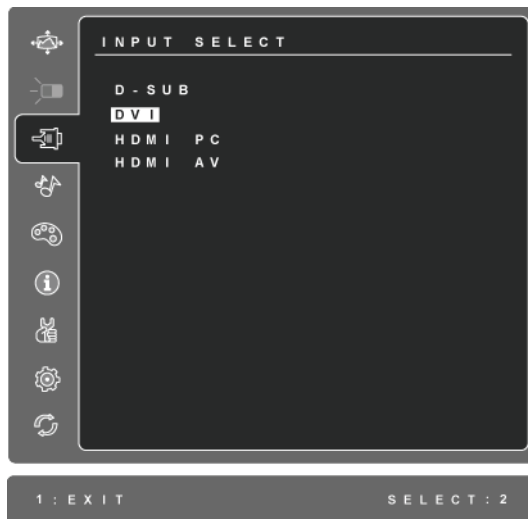 INPUT SELECT
D-SUB
DVI
HDMI PC
HDMI AV
1:EXIT SELECT:2